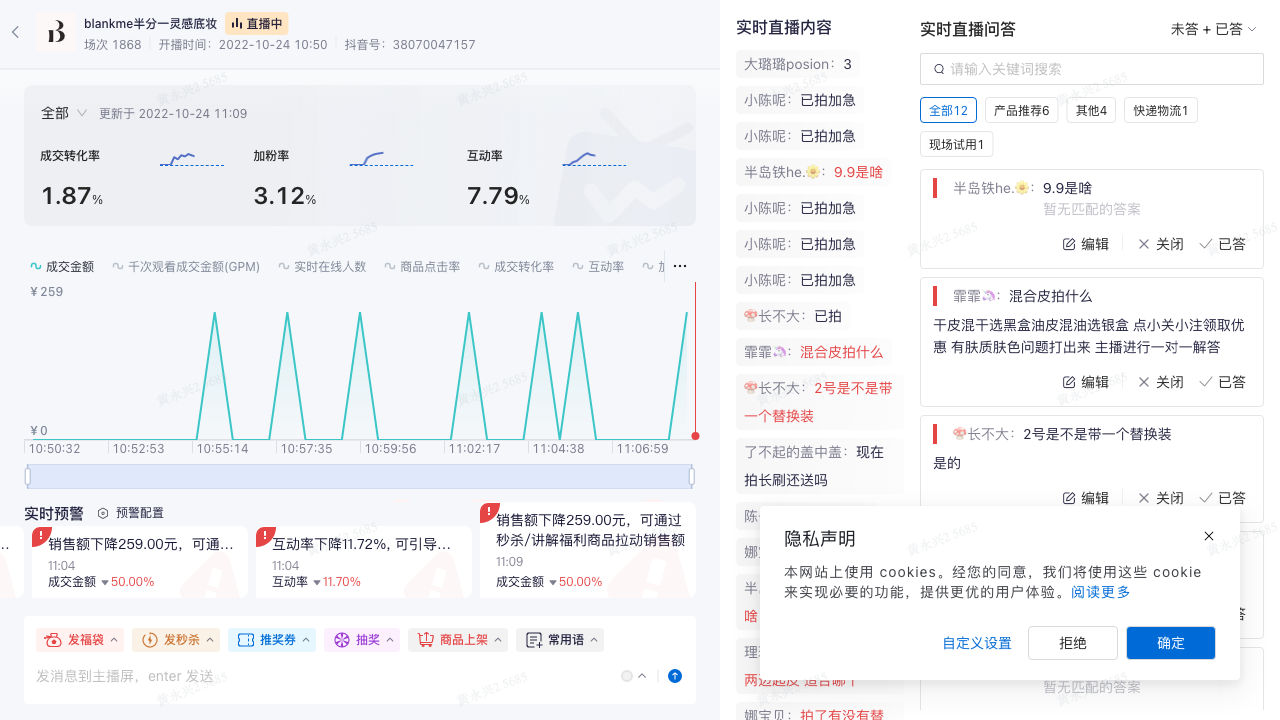 blankme半分一灵感底妆 直播中
场次 1868 开播时间：2022-10-24 10:50 抖音号：38070047157
全部 更新于 2022-10-24 11:09
成交转化率 加粉率 互动率
1.87% 3.12% 7.79%
成交金额 千次观看成交金额(GPM) 实时在线人数 商品点击率 成交转化率 互动率
¥259
¥0
10:50:32 10:52:53 10:55:14 10:57:35 10:59:56 11:02:17 11:04:38 11:06:59
实时预警 预警配置
销售额下降259.00元，可通…
11:04
成交金额 50.00%
互动率下降11.72%, 可引导…
11:04
互动率 11.70%
销售额下降259.00元，可通过
秒杀/讲解福利商品拉动销售额
11:09
成交金额 50.00%
发福袋 发秒杀 推奖券 抽奖 商品上架 常用语
发消息到主播屏，enter 发送
实时直播内容
大璐璐posion：3
小陈呢：已拍加急
小陈呢：已拍加急
半岛铁he.🌼：9.9是啥
小陈呢：已拍加急
小陈呢：已拍加急
小陈呢：已拍加急
🍄长不大：已拍
霏霏🦄：混合皮拍什么
🍄长不大：2号是不是带
一个替换装
了不起的盖中盖：现在
拍长刷还送吗
娜宝贝：拍了有没有替
实时直播问答 未答 + 已答
请输入关键词搜索
全部12 产品推荐6 其他4 快递物流1
现场试用1
半岛铁he.🌼：9.9是啥
暂无匹配的答案
编辑 关闭 已答
霏霏🦄：混合皮拍什么
干皮混干选黑盒油皮混油选银盒 点小关小注领取优
惠 有肤质肤色问题打出来 主播进行一对一解答
编辑 关闭 已答
🍄长不大：2号是不是带一个替换装
是的
编辑 关闭 已答
隐私声明
本网站上使用 cookies。经您的同意，我们将使用这些 cookie
来实现必要的功能，提供更优的用户体验。阅读更多
自定义设置 拒绝 确定
暂无匹配的答案
黄永兴2 5685